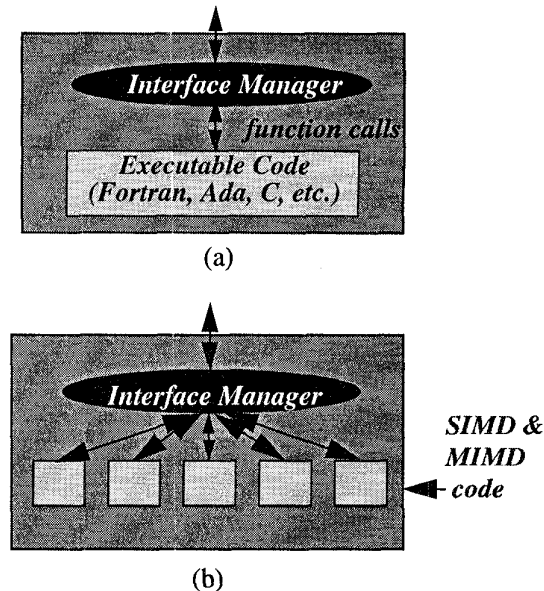 Interface Manager
function calls
Executable Code
(Fortran, Ada, C, etc.)
(a)
Interface Manager
SIMD &
MIMD
code
(b)